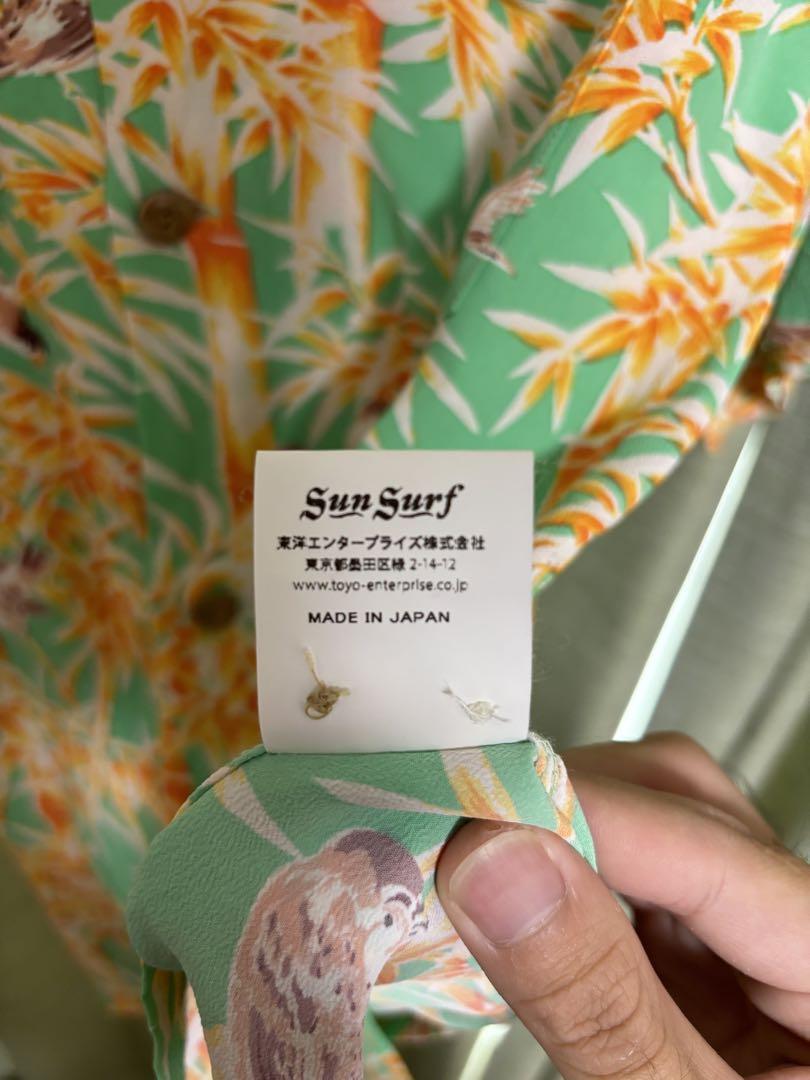 Sun Surf
東洋エンタープライズ株式会社
東京都墨田区緑 2-14-12
www.toyo-enterprise.co.jp
MADE IN JAPAN